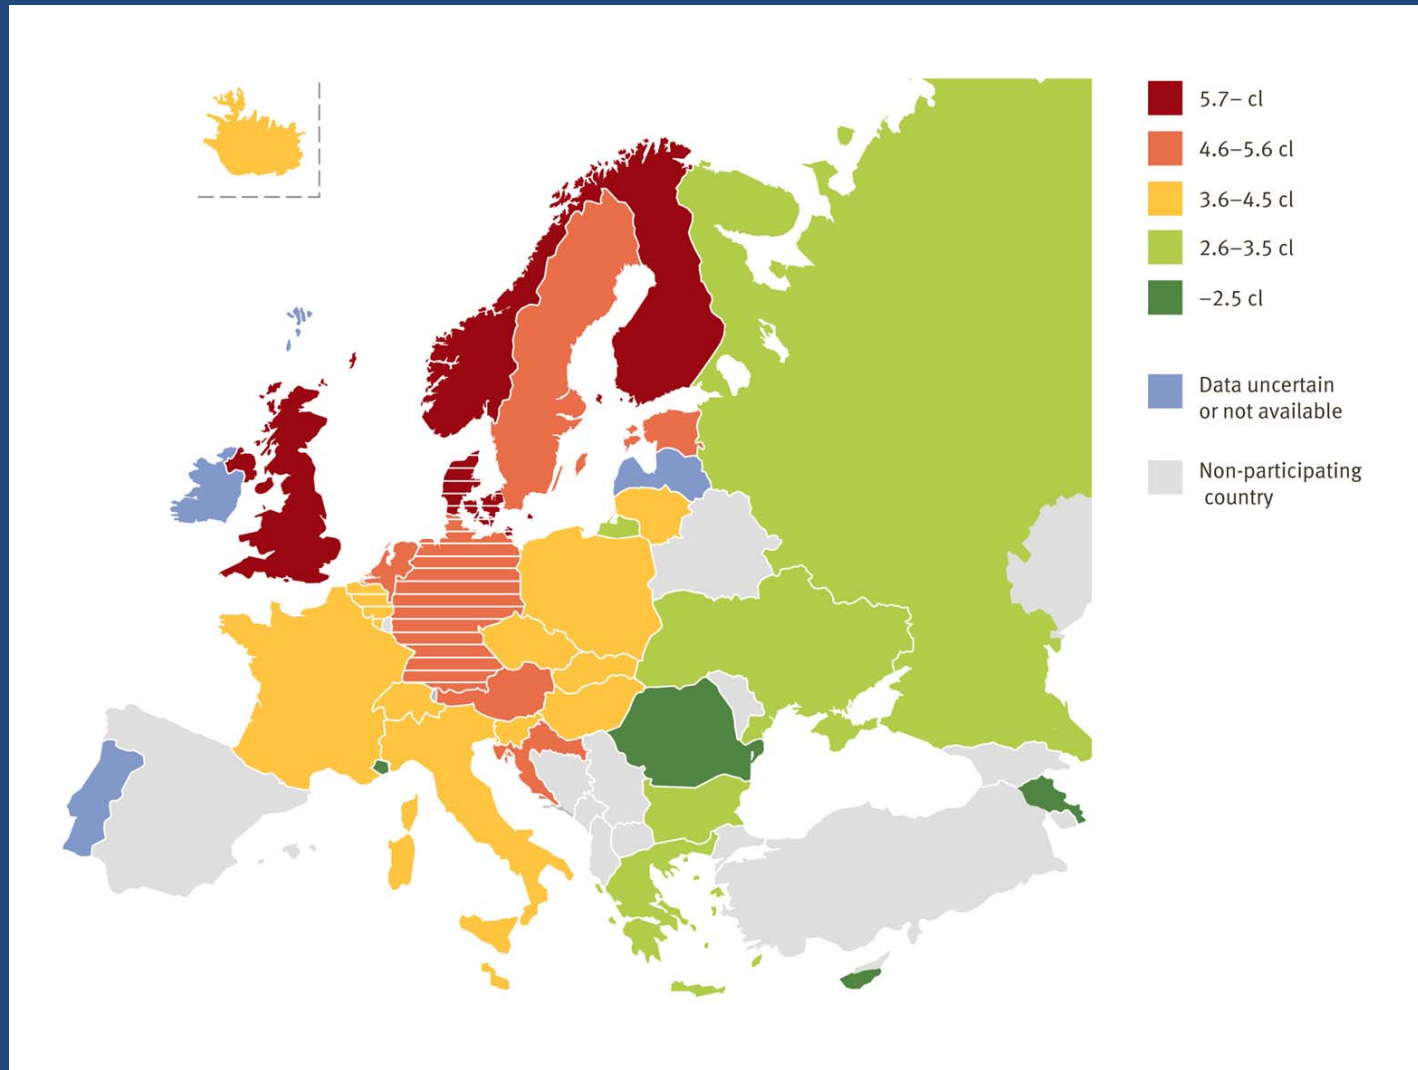 5.7– cl
4.6–5.6 cl
3.6–4.5 cl
2.6–3.5 cl
–2.5 cl
Data uncertain
or not available
Non-participating
country